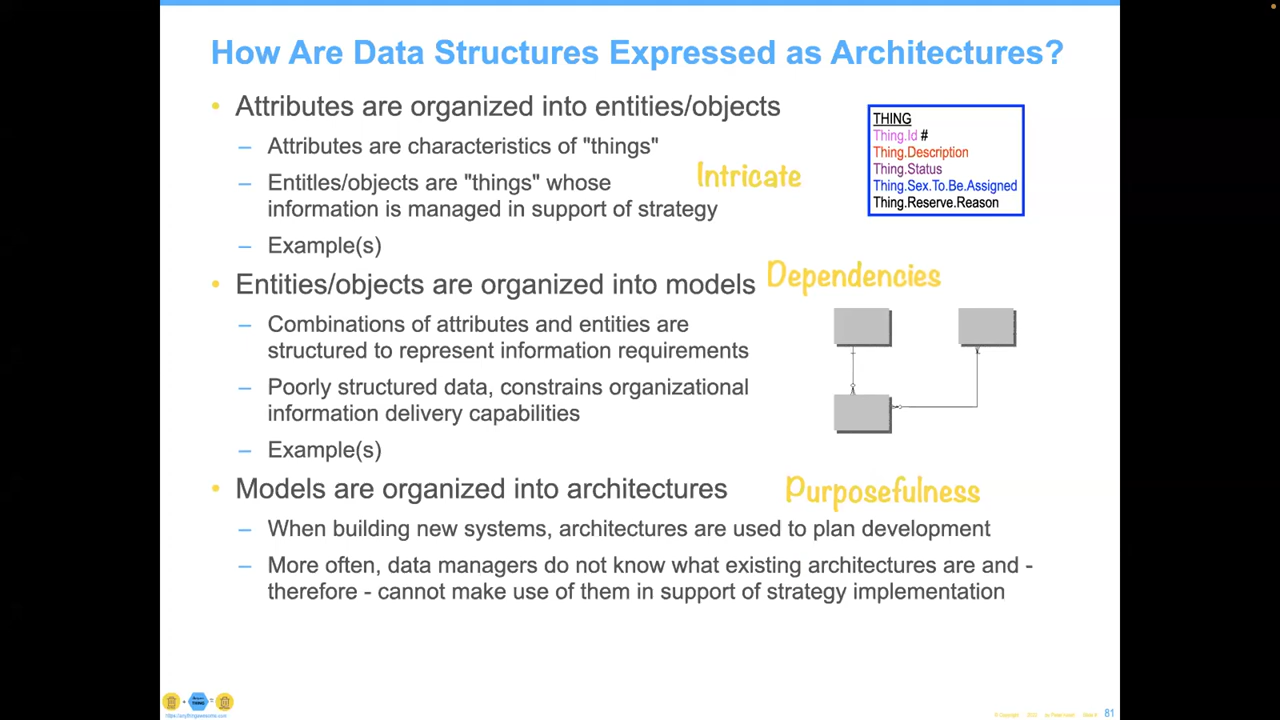 How Are Data Structures Expressed as Architectures?
• Attributes are organized into entities/objects
– Attributes are characteristics of "things"
– Entitles/objects are "things" whose
information is managed in support of strategy
– Example(s)
Intricate
THING
Thing.Id #
Thing.Description
Thing.Status
Thing.Sex.To.Be.Assigned
Thing.Reserve.Reason
• Entities/objects are organized into models
Dependencies
– Combinations of attributes and entities are
structured to represent information requirements
– Poorly structured data, constrains organizational
information delivery capabilities
– Example(s)
• Models are organized into architectures
Purposefulness
– When building new systems, architectures are used to plan development
– More often, data managers do not know what existing architectures are and -
therefore - cannot make use of them in support of strategy implementation
https://anythingawesome.com
81